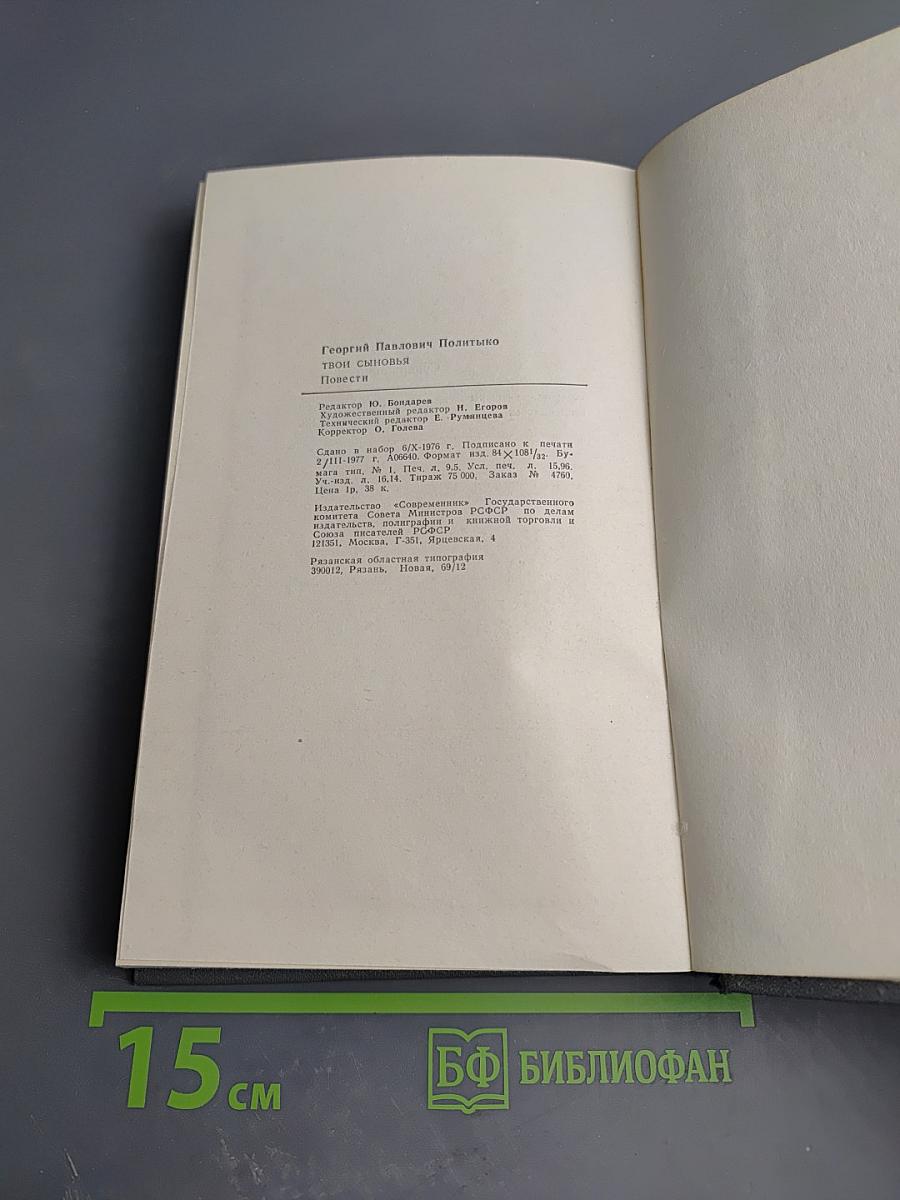 Георгий Павлович Политыко
ТВОИ СЫНОВЬЯ
Повести
Редактор Ю. Бондарев
Художественный редактор Н. Егоров
Технический редактор Е. Румянцева
Корректор О. Голева
Сдано в набор 6/X-1976 г. Подписано к печати
2/III-1977 г. А06640. Формат изд. 84×108¹/₃₂. Бу-
мага тип. № 1. Печ. л. 9,5. Усл. печ. л. 15,96.
Уч.-изд. л. 16,14. Тираж 75 000. Заказ № 4760.
Цена 1р. 38 к.
Издательство «Современник» Государственного
комитета Совета Министров РСФСР по делам
издательств, полиграфии и книжной торговли и
Союза писателей РСФСР
121351, Москва, Г-351, Ярцевская, 4
Рязанская областная типография
390012, Рязань, Новая, 69/12
15 см
БФ БИБЛИОФАН